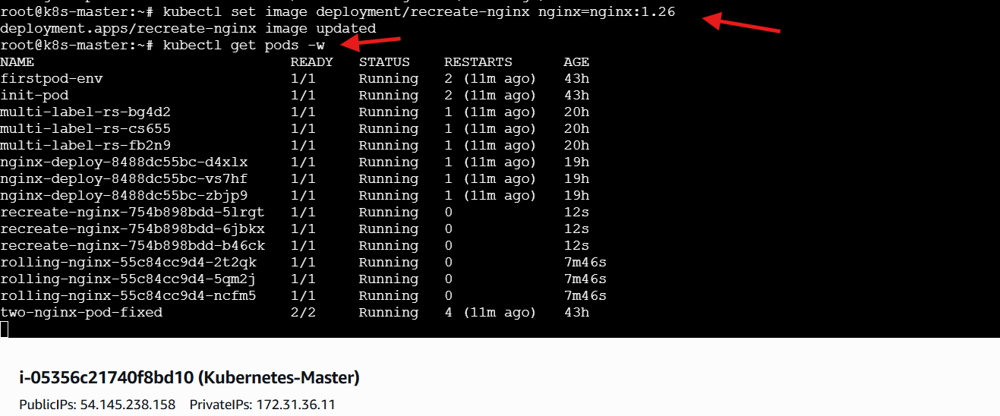 root@k8s-master:~# kubectl set image deployment/recreate-nginx nginx=nginx:1.26
deployment.apps/recreate-nginx image updated
root@k8s-master:~# kubectl get pods -w
NAME READY STATUS RESTARTS AGE
firstpod-env 1/1 Running 2 (11m ago) 43h
init-pod 1/1 Running 2 (11m ago) 43h
multi-label-rs-bg4d2 1/1 Running 1 (11m ago) 20h
multi-label-rs-cs655 1/1 Running 1 (11m ago) 20h
multi-label-rs-fb2n9 1/1 Running 1 (11m ago) 20h
nginx-deploy-8488dc55bc-d4xlx 1/1 Running 1 (11m ago) 19h
nginx-deploy-8488dc55bc-vs7hf 1/1 Running 1 (11m ago) 19h
nginx-deploy-8488dc55bc-zbjp9 1/1 Running 1 (11m ago) 19h
recreate-nginx-754b898bdd-5lrgt 1/1 Running 0 12s
recreate-nginx-754b898bdd-6jbkx 1/1 Running 0 12s
recreate-nginx-754b898bdd-b46ck 1/1 Running 0 12s
rolling-nginx-55c84cc9d4-2t2qk 1/1 Running 0 7m46s
rolling-nginx-55c84cc9d4-5qm2j 1/1 Running 0 7m46s
rolling-nginx-55c84cc9d4-ncfm5 1/1 Running 0 7m46s
two-nginx-pod-fixed 2/2 Running 4 (11m ago) 43h
i-05356c21740f8bd10 (Kubernetes-Master)
PublicIPs: 54.145.238.158 PrivateIPs: 172.31.36.11